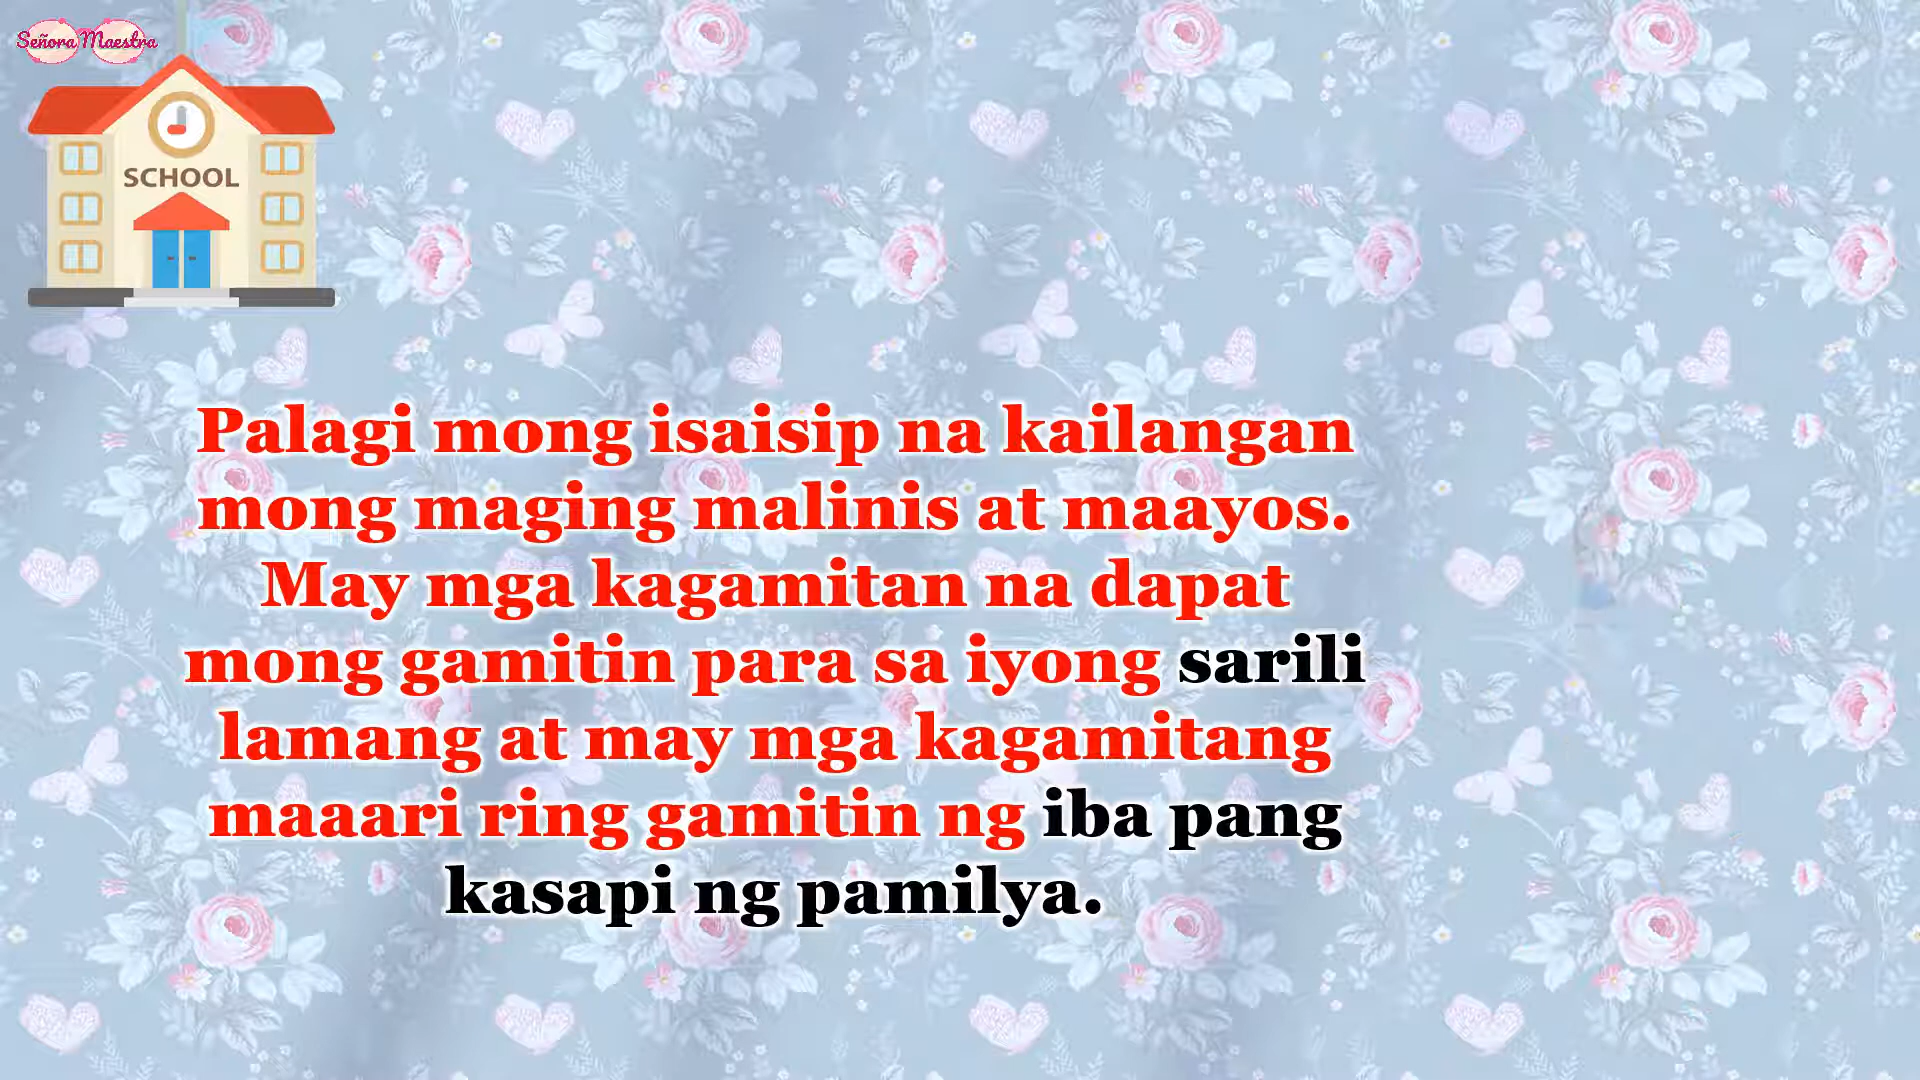 Señora Maestra
SCHOOL
Palagi mong isaisip na kailangan
mong maging malinis at maayos.
May mga kagamitan na dapat
mong gamitin para sa iyong sarili
lamang at may mga kagamitang
maaari ring gamitin ng iba pang
kasapi ng pamilya.